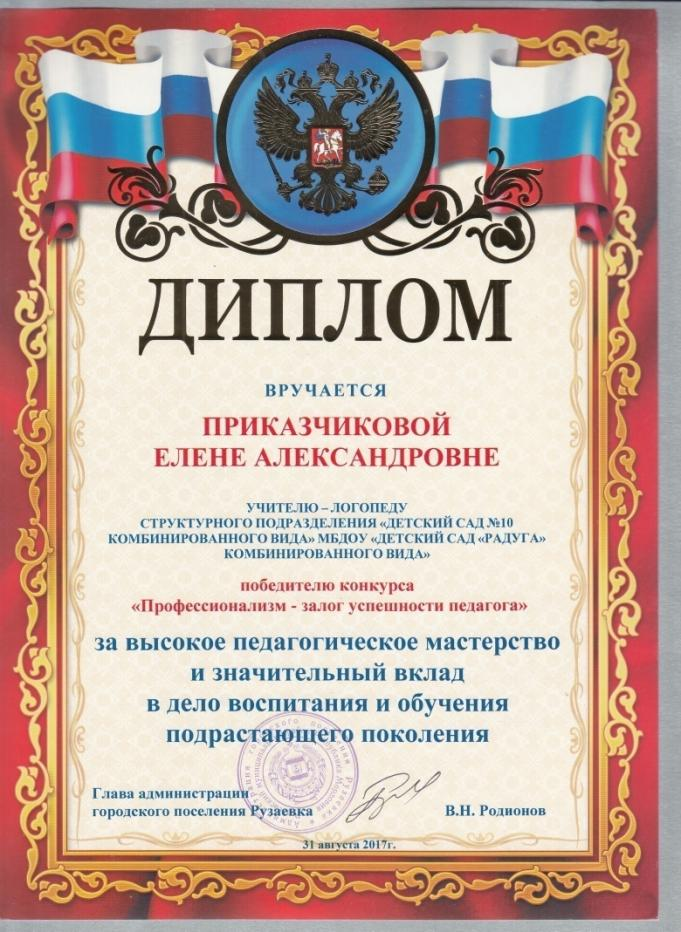 ДИПЛОМ
ВРУЧАЕТСЯ
ПРИКАЗЧИКОВОЙ
ЕЛЕНЕ АЛЕКСАНДРОВНЕ
УЧИТЕЛЮ – ЛОГОПЕДУ
СТРУКТУРНОГО ПОДРАЗДЕЛЕНИЯ «ДЕТСКИЙ САД №10
КОМБИНИРОВАННОГО ВИДА» МБДОУ «ДЕТСКИЙ САД «РАДУГА»
КОМБИНИРОВАННОГО ВИДА»
победителю конкурса
«Профессионализм - залог успешности педагога»
за высокое педагогическое мастерство
и значительный вклад
в дело воспитания и обучения
подрастающего поколения
Глава администрации
городского поселения Рузаевка
В.Н. Родионов
31 августа 2017г.